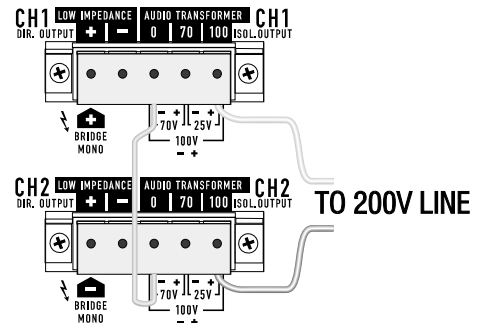 CH1 LOW IMPEDANCE AUDIO TRANSFORMER CH1
DIR. OUTPUT + – 0 70 100 ISOL. OUTPUT
BRIDGE
MONO
– + – +
70V 25V
100V
– +
CH2 LOW IMPEDANCE AUDIO TRANSFORMER CH2
DIR. OUTPUT + – 0 70 100 ISOL. OUTPUT
TO 200V LINE
BRIDGE
MONO
– + – +
70V 25V
100V
– +